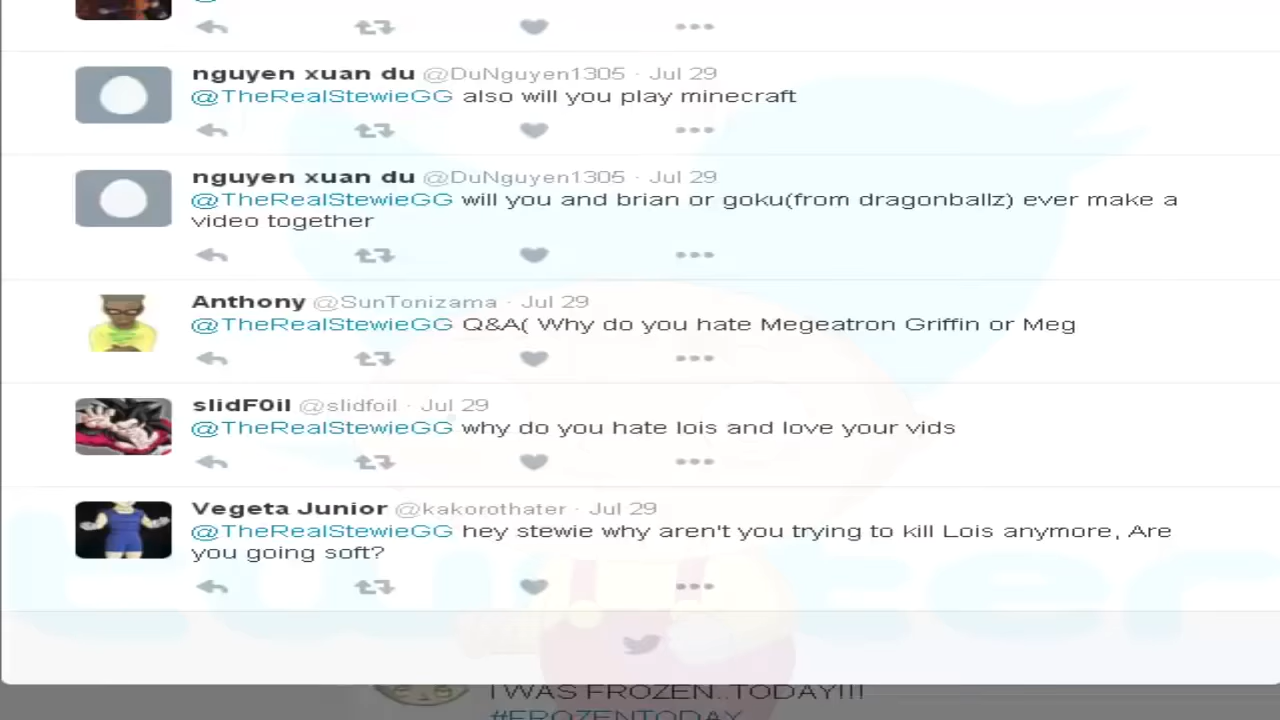 nguyen xuan du @DuNguyen1305 · Jul 29
@TheRealStewieGG also will you play minecraft
nguyen xuan du @DuNguyen1305 · Jul 29
@TheRealStewieGG will you and brian or goku(from dragonballz) ever make a
video together
Anthony @SunTonizama · Jul 29
@TheRealStewieGG Q&A( Why do you hate Megeatron Griffin or Meg
slidF0il @slidfoil · Jul 29
@TheRealStewieGG why do you hate lois and love your vids
Vegeta Junior @kakorothater · Jul 29
@TheRealStewieGG hey stewie why aren't you trying to kill Lois anymore, Are
you going soft?
I WAS FROZEN..TODAY!!!
#FROZENTODAY